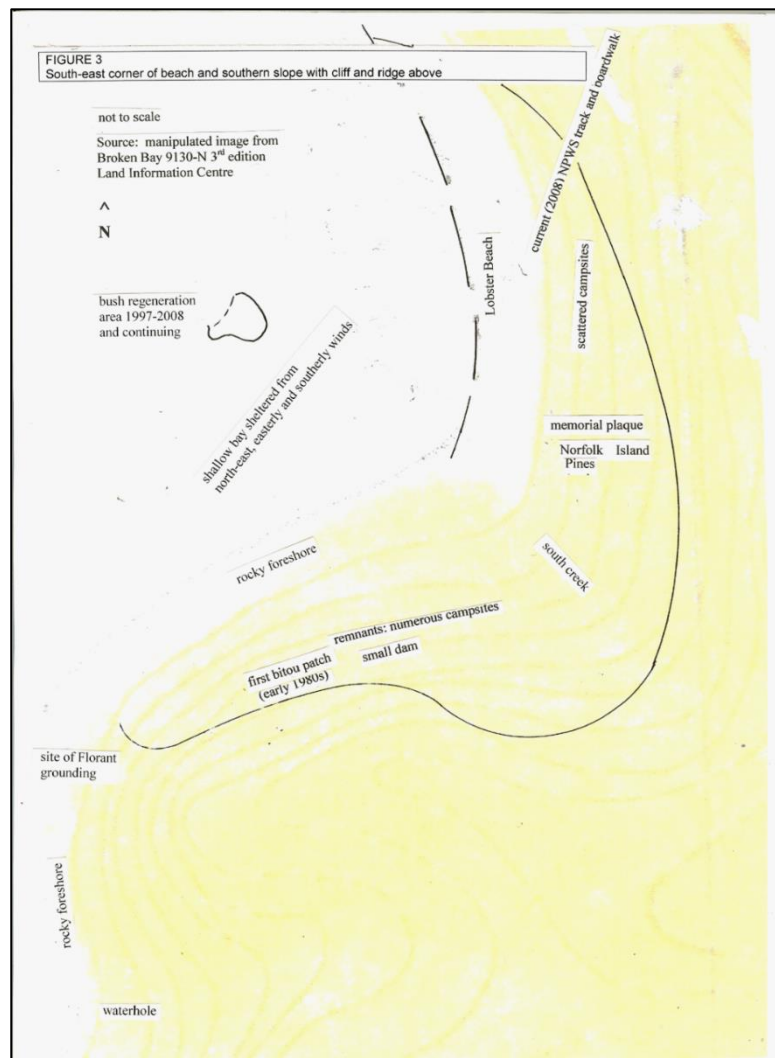 FIGURE 3
South-east corner of beach and southern slope with cliff and ridge above
not to scale
Source: manipulated image from
Broken Bay 9130-N 3rd edition
Land Information Centre
^
N
bush regeneration
area 1997-2008
and continuing
shallow bay sheltered from
north-east, easterly and southerly winds
Lobster Beach
current (2008) NPWS track and boardwalk
scattered campsites
memorial plaque
Norfolk Island
Pines
south creek
rocky foreshore
remnants: numerous campsites
first bitou patch
(early 1980s)
small dam
site of Florant
grounding
rocky foreshore
waterhole